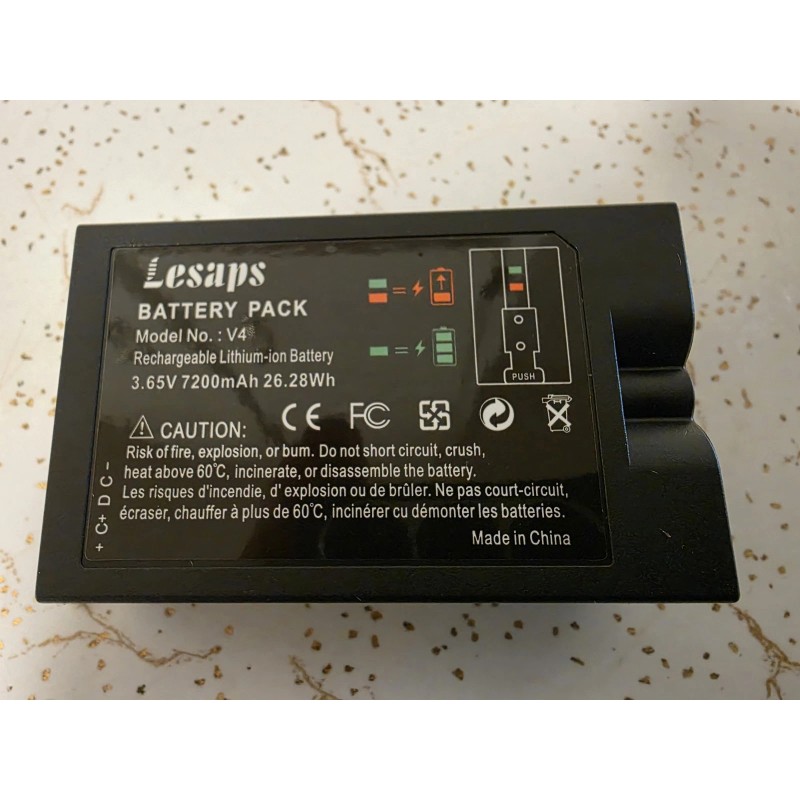 Lesaps
BATTERY PACK
Model No. : V4
Rechargeable Lithium-ion Battery
3.65V 7200mAh 26.28Wh
PUSH
CE FC
CAUTION:
Risk of fire, explosion, or burn. Do not short circuit, crush,
heat above 60℃, incinerate, or disassemble the battery.
Les risques d'incendie, d' explosion ou de brûler. Ne pas court-circuit,
écraser, chauffer à plus de 60℃, incinérer cu démonter les batteries.
Made in China
+ C+ D C -